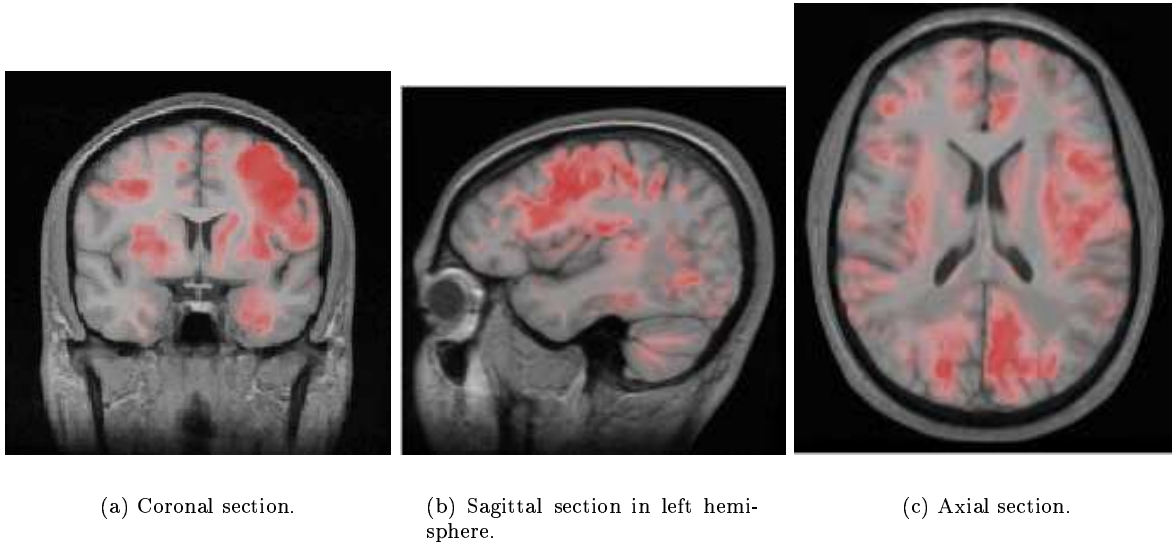 (a) Coronal section.
(b) Sagittal section in left hemi-
sphere.
(c) Axial section.